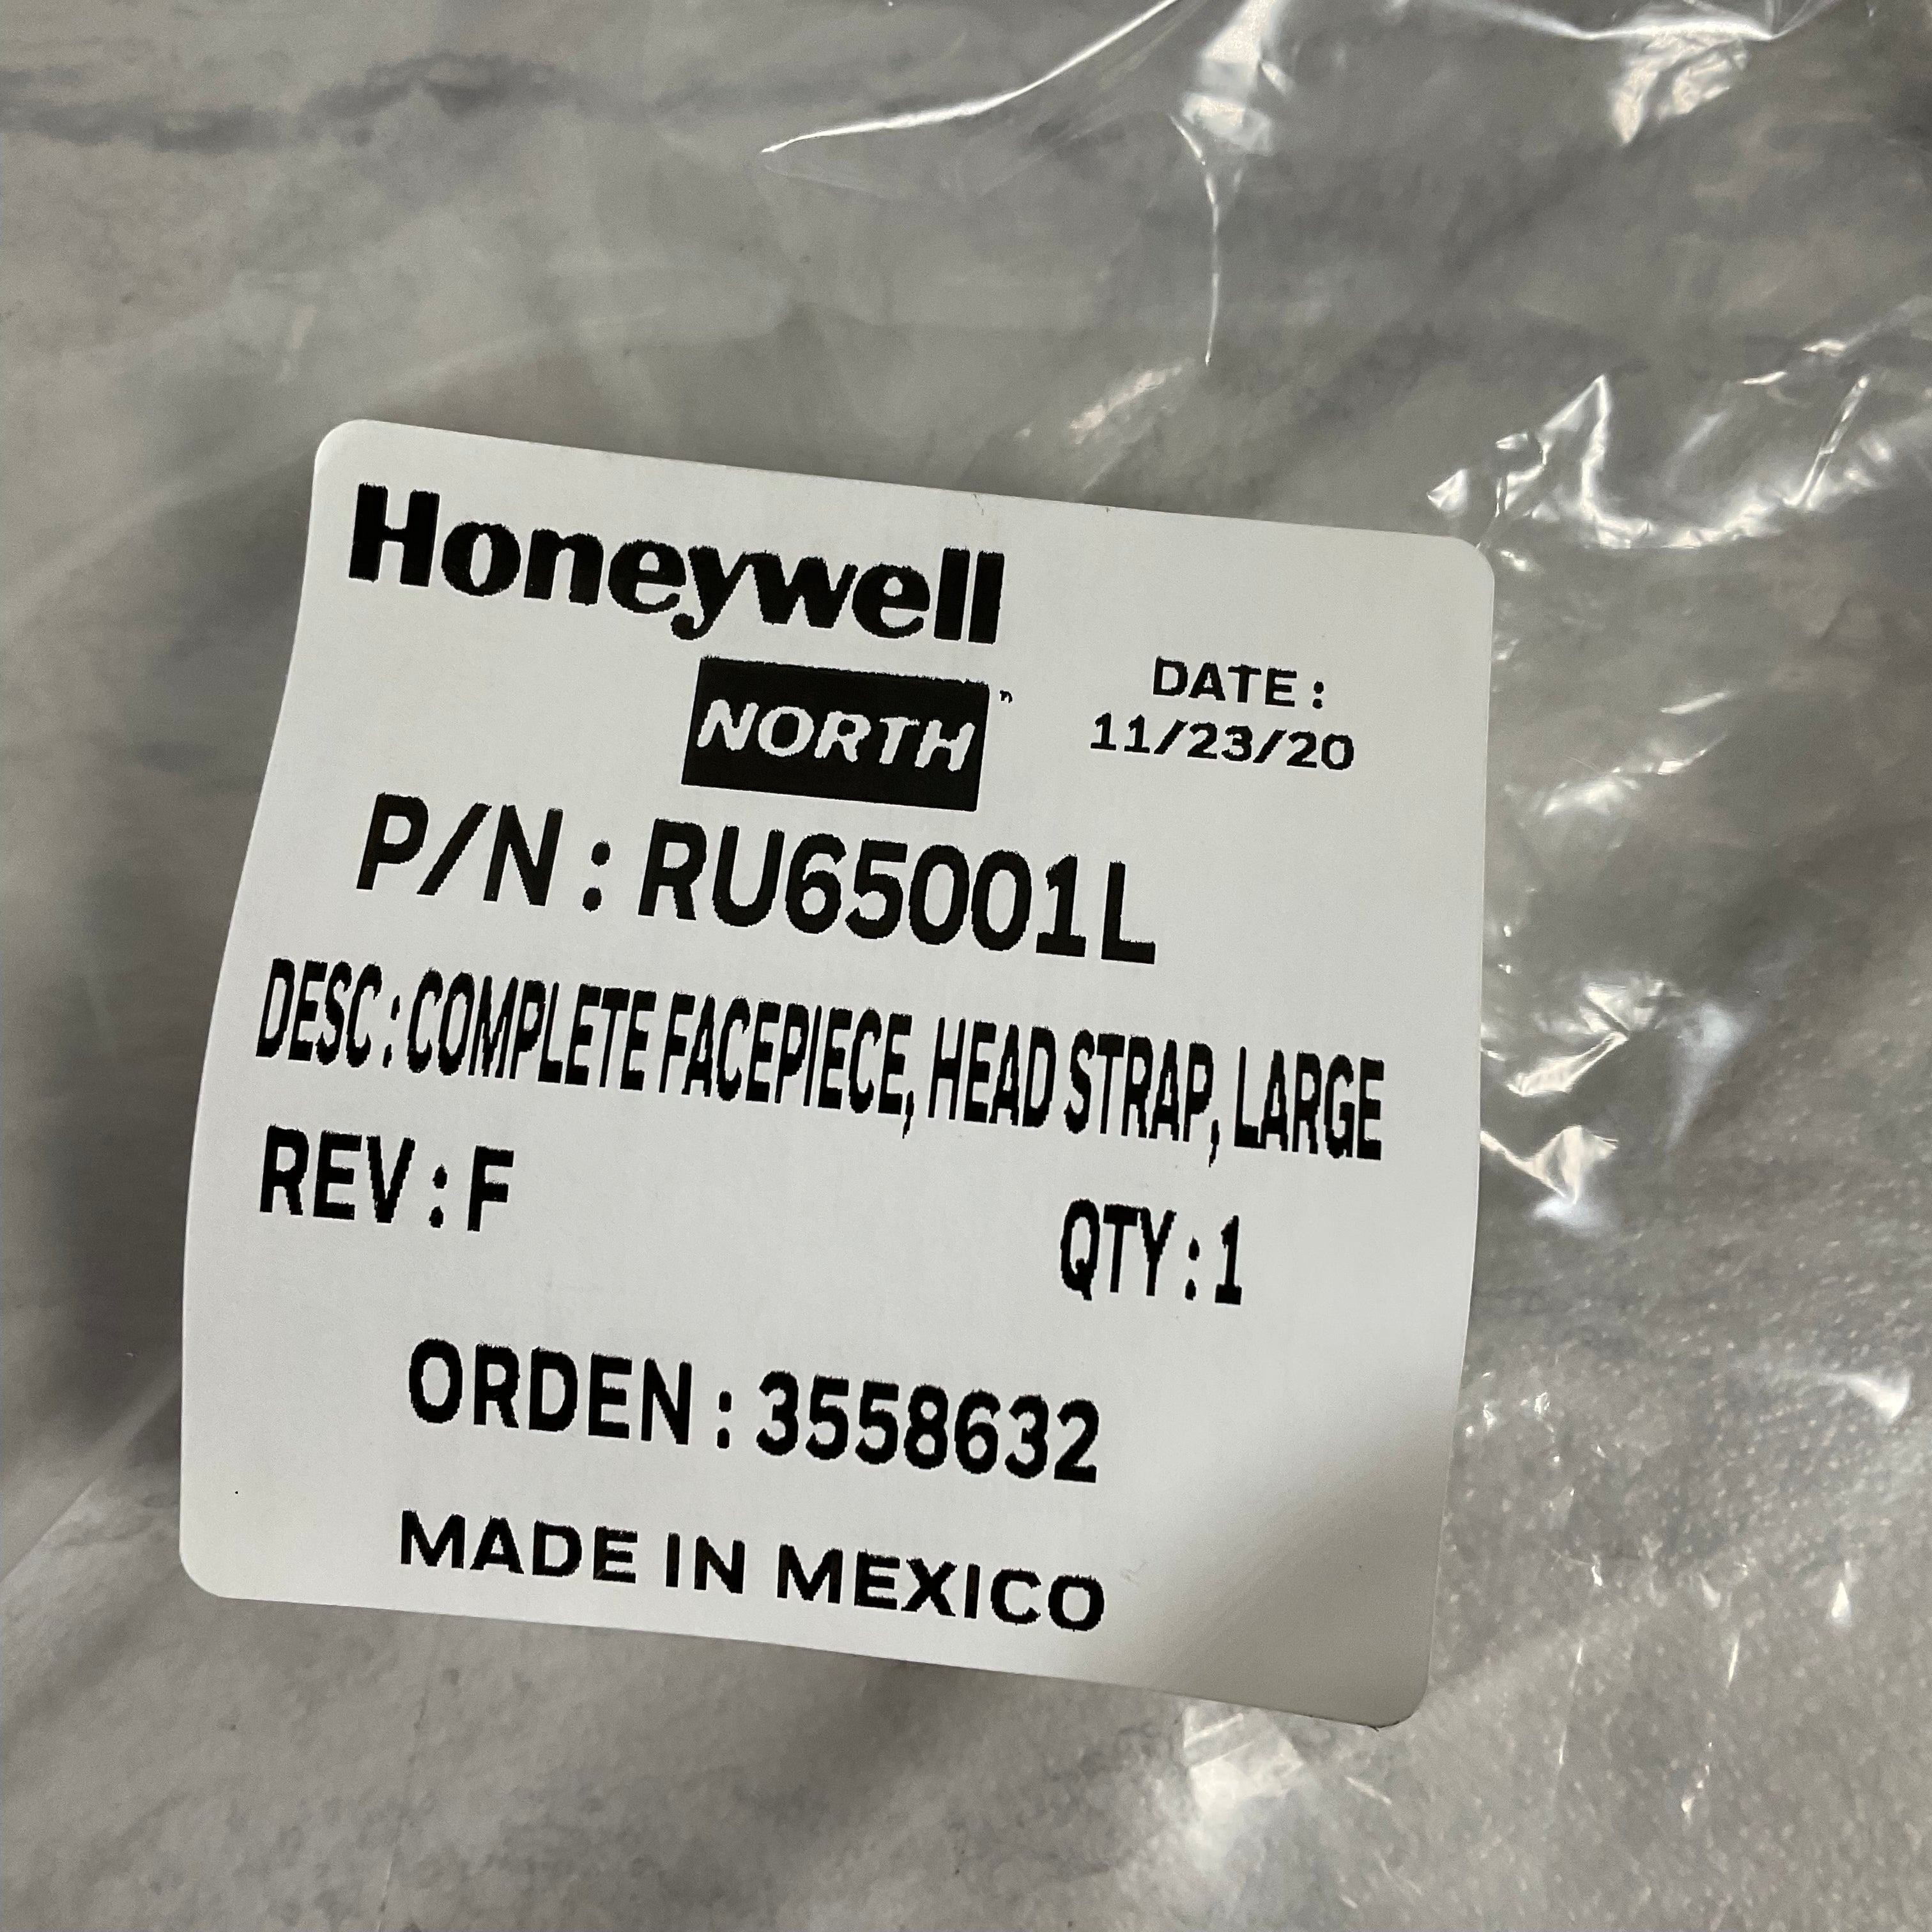 Honeywell
NORTH
DATE :
11/23/20
P/N : RU65001L
DESC : COMPLETE FACEPIECE, HEAD STRAP, LARGE
REV : F
QTY : 1
ORDEN : 3558632
MADE IN MEXICO